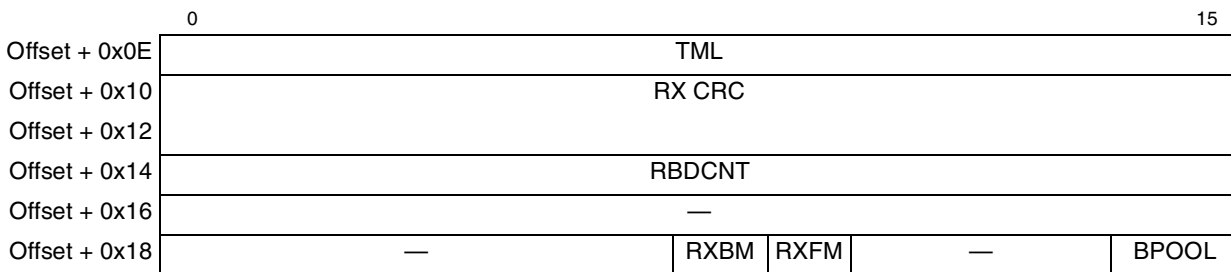 0 15
Offset + 0x0E TML
Offset + 0x10 RX CRC
Offset + 0x12
Offset + 0x14 RBDCNT
Offset + 0x16 —
Offset + 0x18 — RXBM RXFM — BPOOL